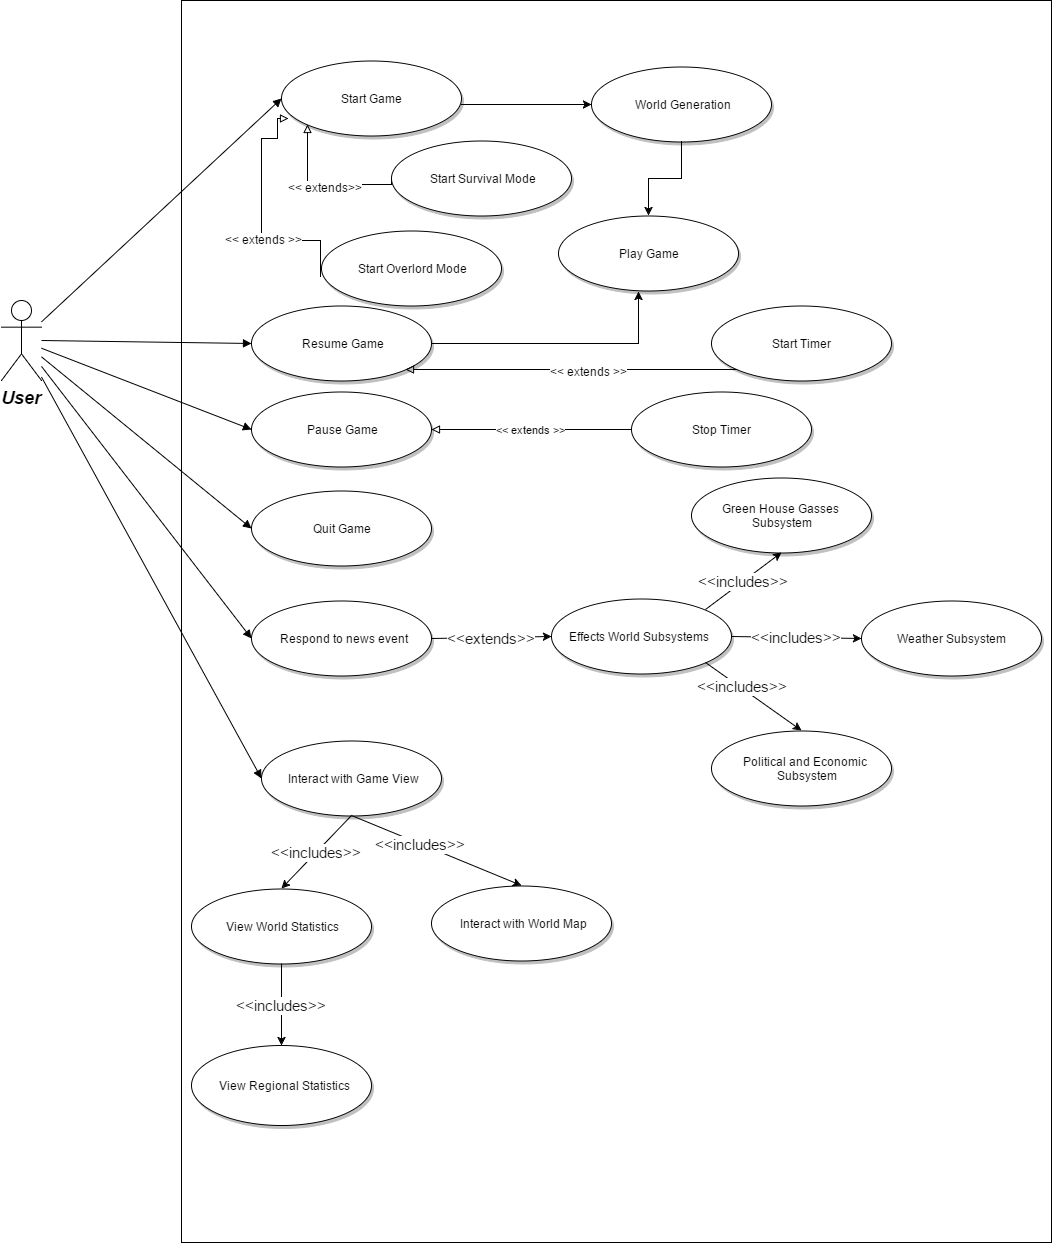 Start Game
World Generation
Start Survival Mode
<< extends>>
<< extends >>
Start Overlord Mode
Play Game
User
Resume Game
Start Timer
<< extends >>
Pause Game
<< extends >>
Stop Timer
Quit Game
Green House Gasses
Subsystem
<<includes>>
Respond to news event
<<extends>>
Effects World Subsystems
<<includes>>
Weather Subsystem
<<includes>>
Political and Economic
Subsystem
Interact with Game View
<<includes>>
<<includes>>
View World Statistics
Interact with World Map
<<includes>>
View Regional Statistics